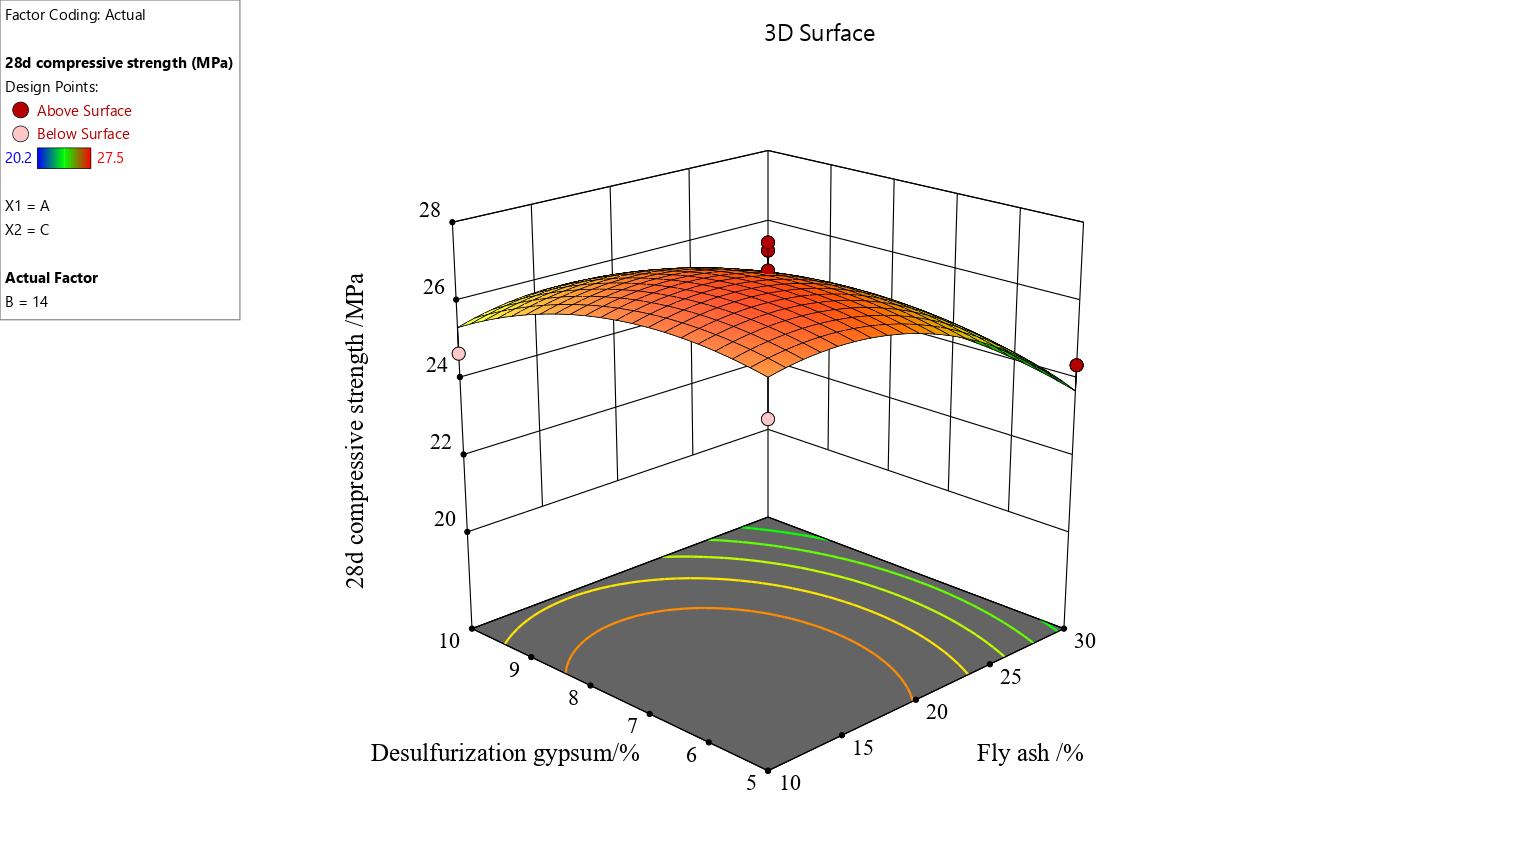 Factor Coding: Actual
28d compressive strength (MPa)
Design Points:
Above Surface
Below Surface
20.2 27.5
X1 = A
X2 = C
Actual Factor
B = 14
3D Surface
28
26
24
22
20
28d compressive strength /MPa
10
9
8
7
6
5
Desulfurization gypsum/%
10
15
20
25
30
Fly ash /%